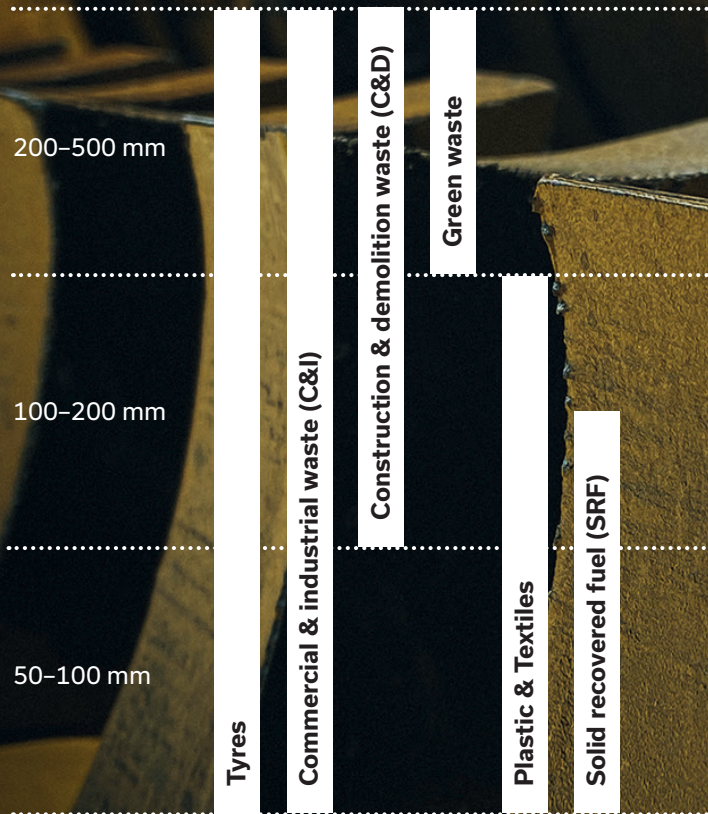 200–500 mm
100–200 mm
50–100 mm
Tyres
Commercial & industrial waste (C&I)
Construction & demolition waste (C&D)
Green waste
Plastic & Textiles
Solid recovered fuel (SRF)